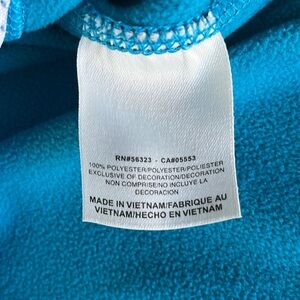 RN#56323 - CA#05553
100% POLYESTER/POLYESTER/POLIESTER
EXCLUSIVE OF DECORATION/DECORATION
NON COMPRISE/NO INCLUYE LA
DECORACION
MADE IN VIETNAM/FABRIQUE AU
VIETNAM/HECHO EN VIETNAM